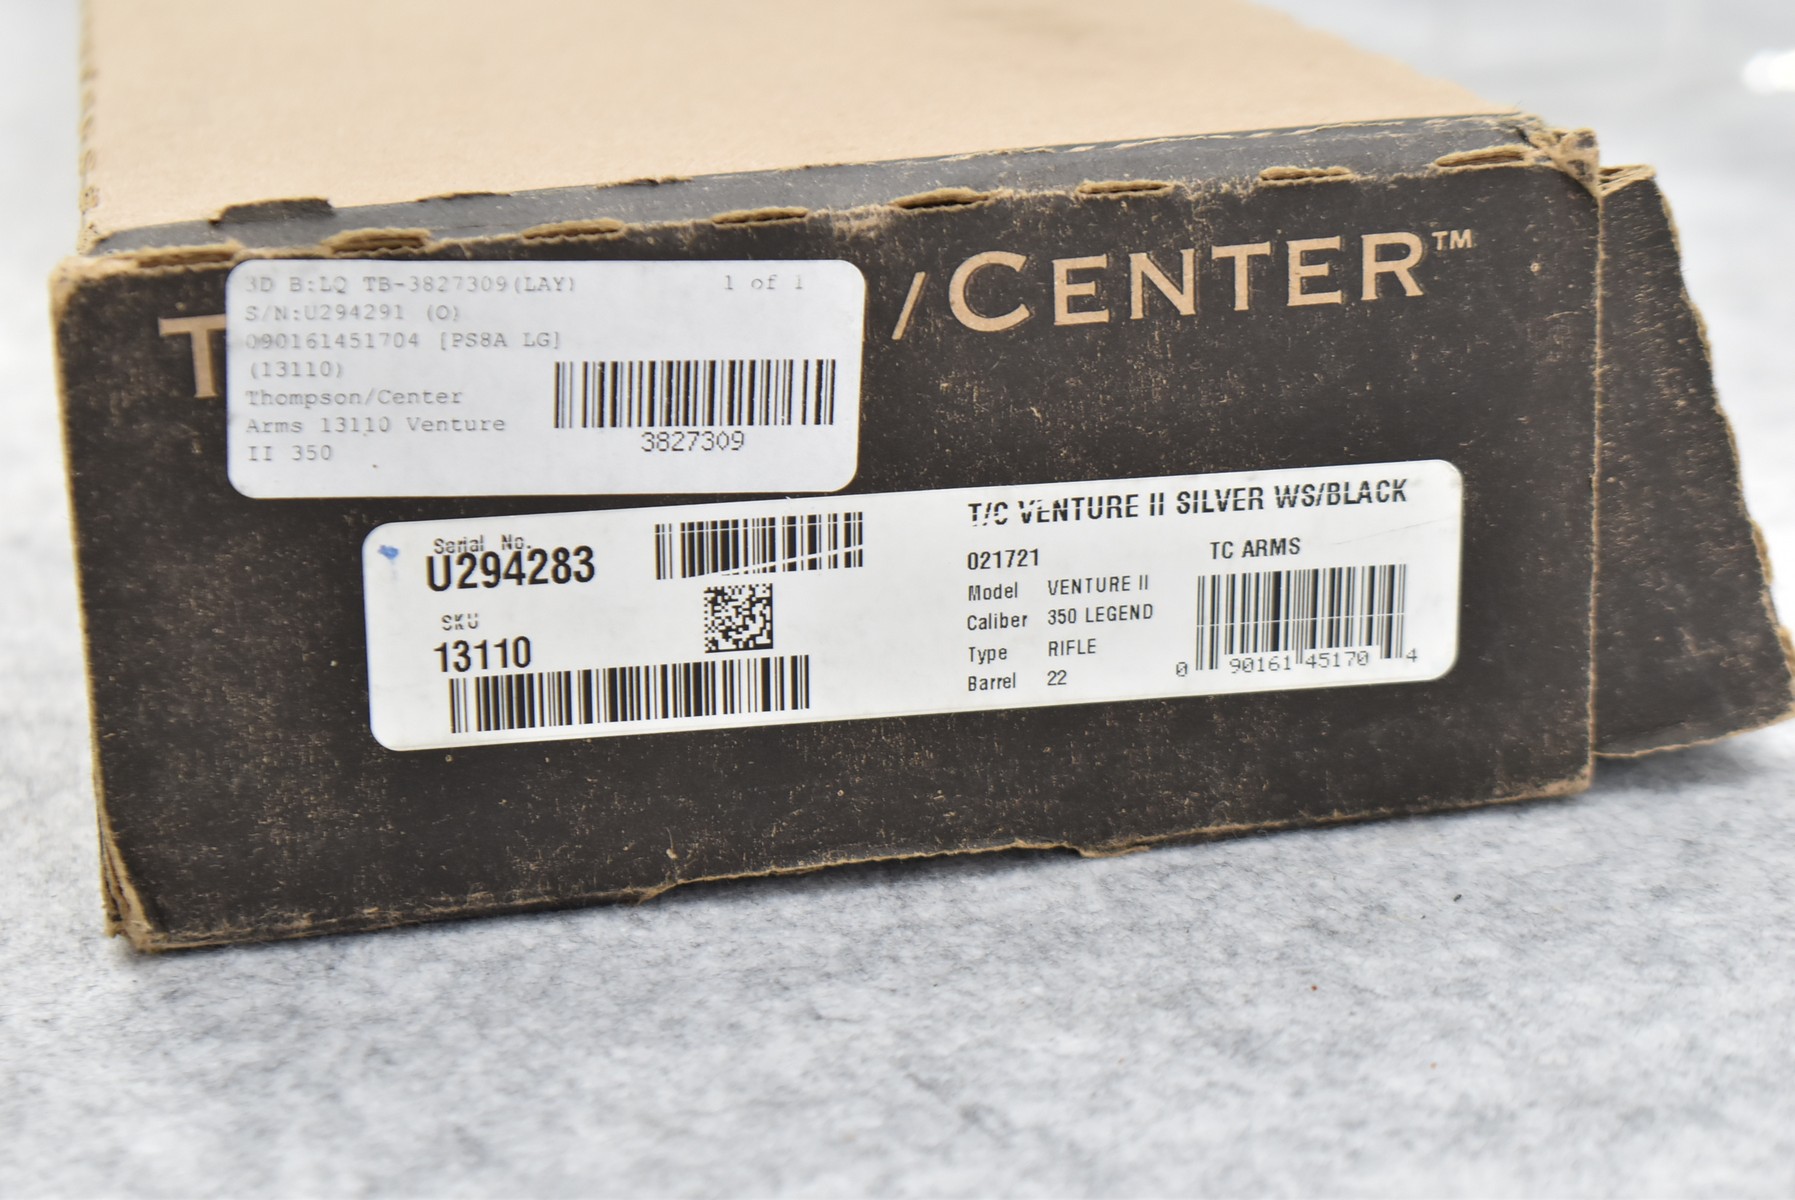 T /CENTER™
3D B:LQ TB-3827309(LAY) 1 of 1
S/N:U294291 (O)
090161451704 [PS8A LG]
(13110)
Thompson/Center
Arms 13110 Venture
II 350
3827309
Serial No.
U294283
SKU
13110
T/C VENTURE II SILVER WS/BLACK
021721 TC ARMS
Model VENTURE II
Caliber 350 LEGEND
Type RIFLE
Barrel 22
0 90161 45170 4